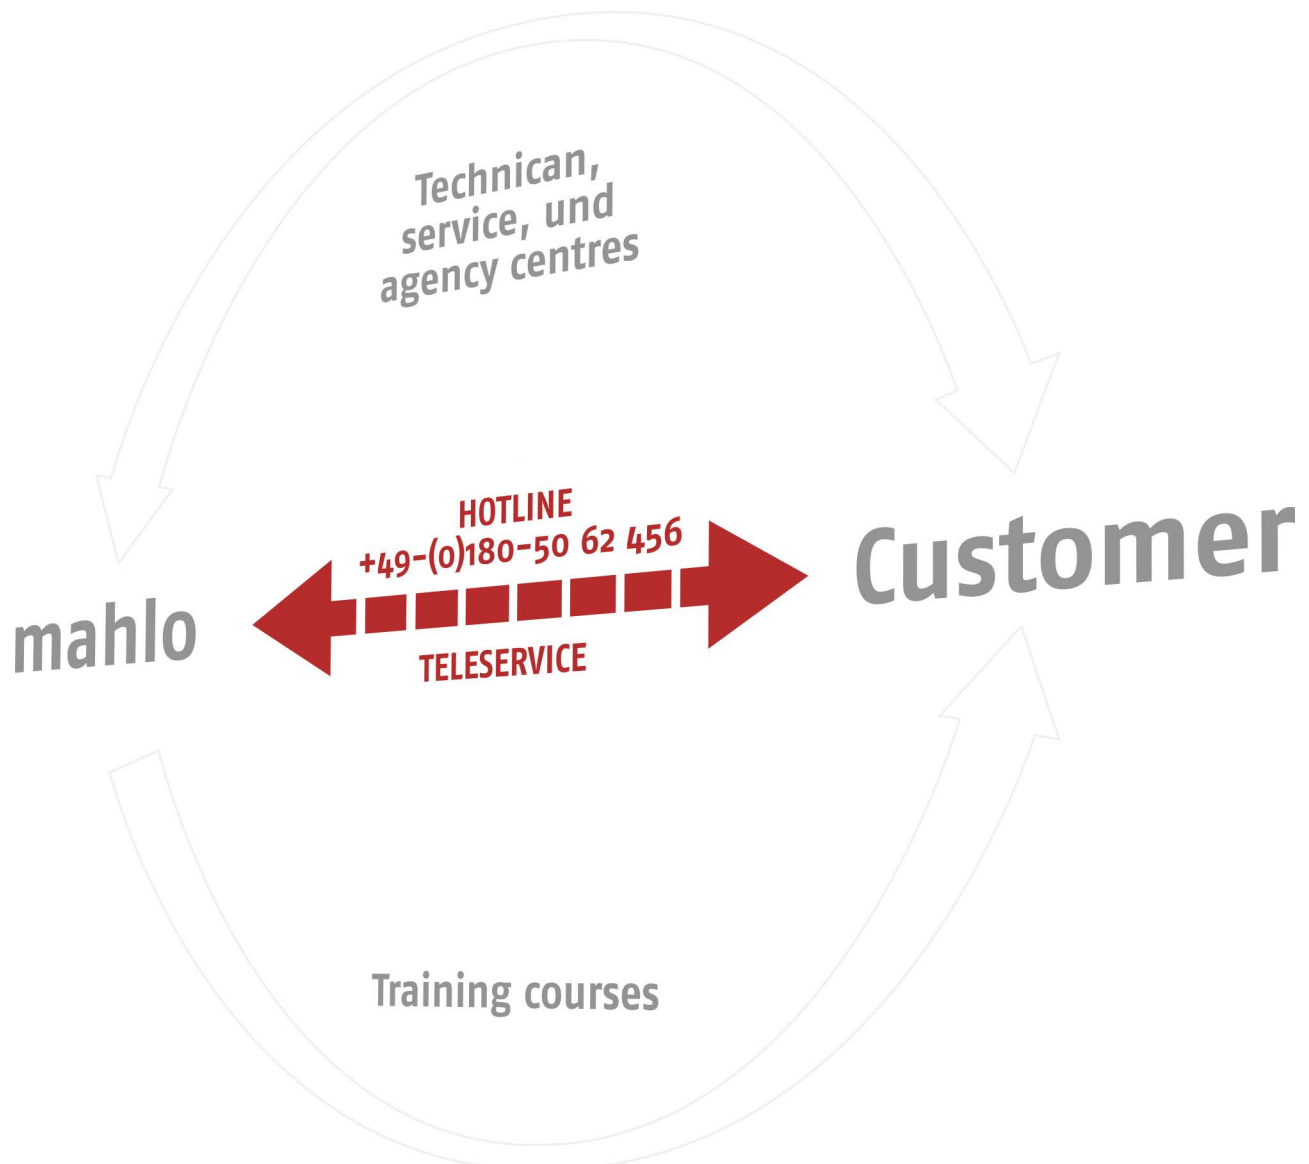 Technican,
service, und
agency centres
HOTLINE
+49-(0)180-50 62 456
mahlo
Customer
TELESERVICE
Training courses